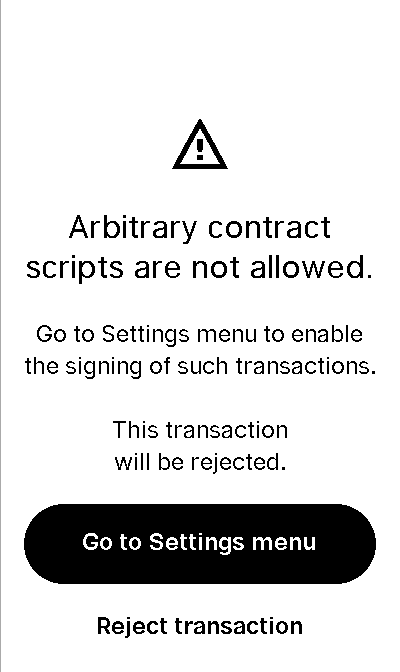 Arbitrary contract
scripts are not allowed.
Go to Settings menu to enable
the signing of such transactions.
This transaction
will be rejected.
Go to Settings menu
Reject transaction